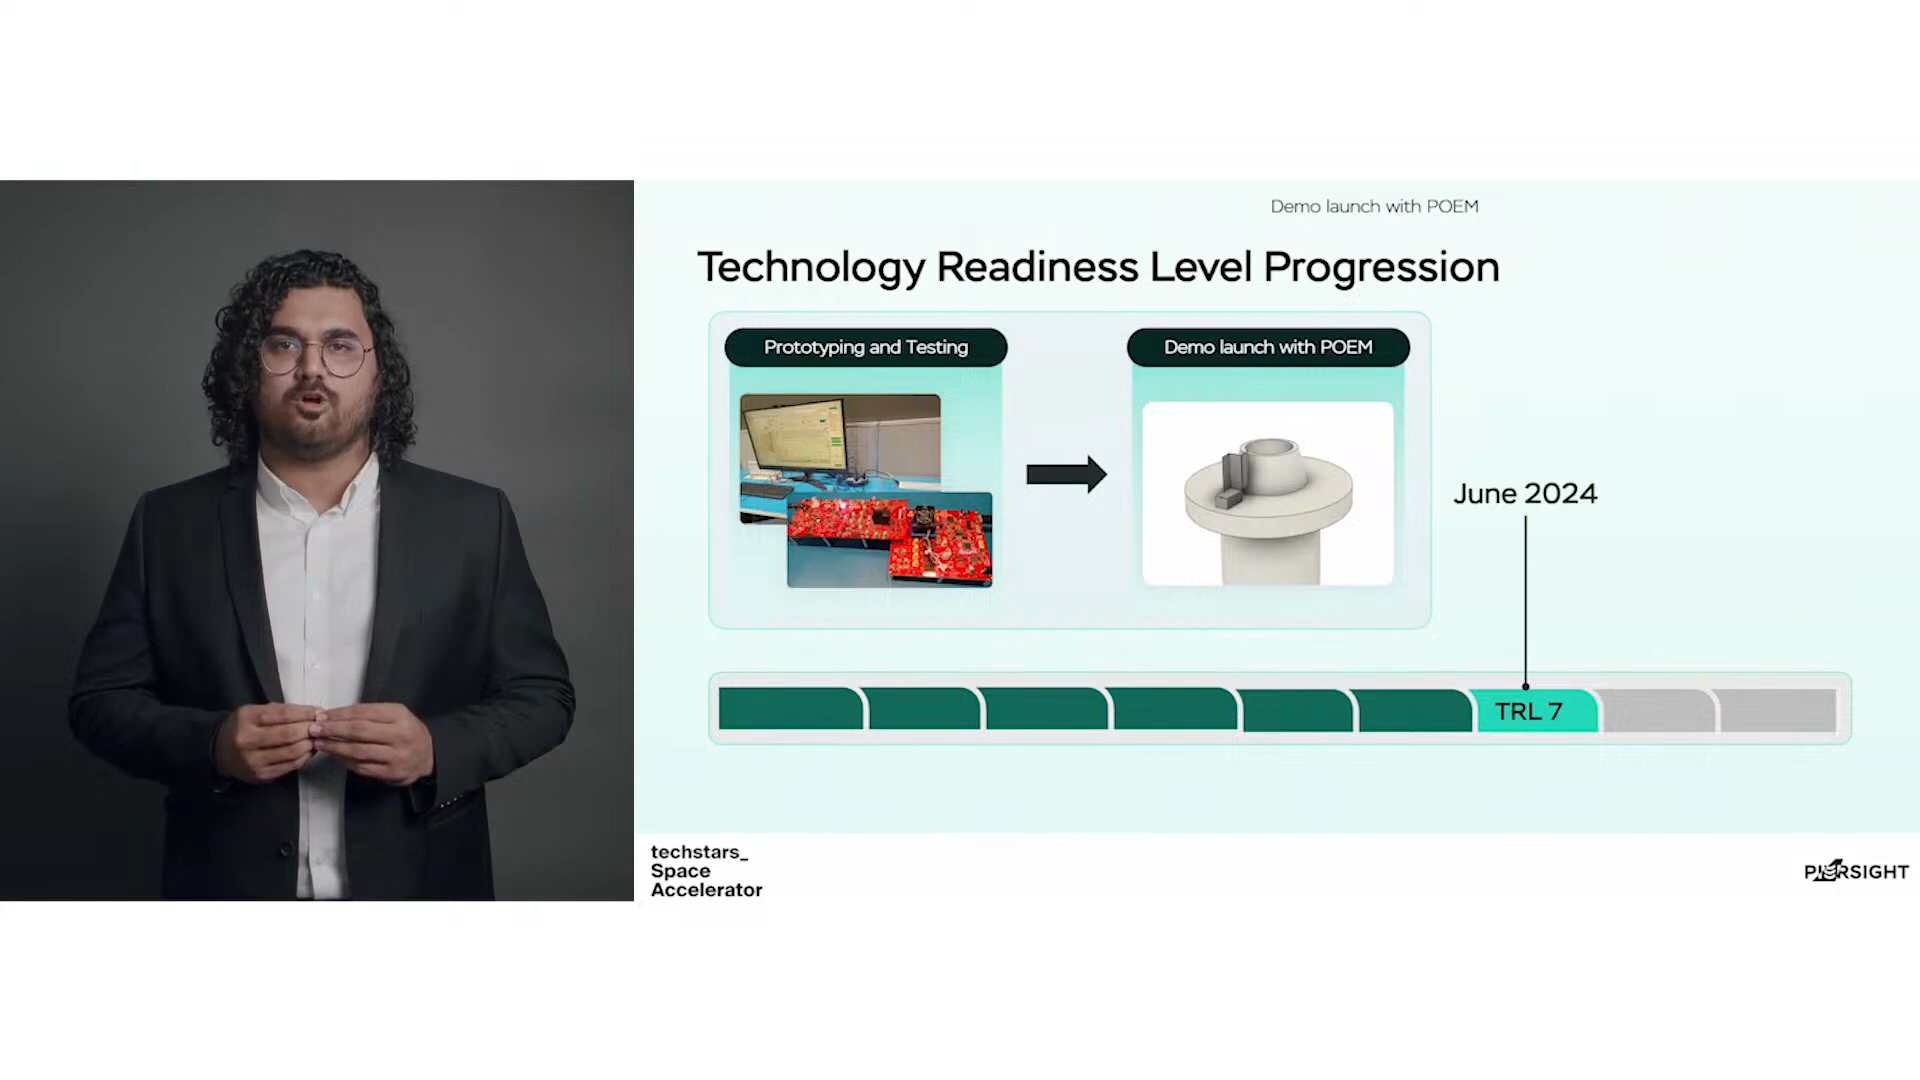 Demo launch with POEM
Technology Readiness Level Progression
Prototyping and Testing
Demo launch with POEM
June 2024
TRL 7
techstars_
Space
Accelerator
PIERSIGHT